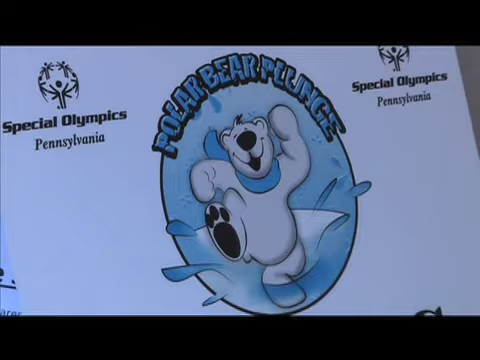 Special Olympics
Pennsylvania
POLAR BEAR PLUNGE
Special Olympics
Pennsylvania